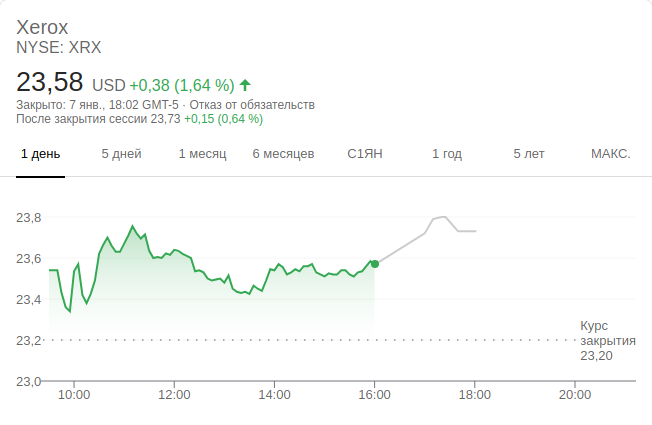 Xerox
NYSE: XRX
23,58 USD +0,38 (1,64 %)
Закрыто: 7 янв., 18:02 GMT-5 · Отказ от обязательств
После закрытия сессии 23,73 +0,15 (0,64 %)
1 день 5 дней 1 месяц 6 месяцев С1ЯН 1 год 5 лет МАКС.
23,8
23,6
23,4
23,2
23,0
Курс
закрытия
23,20
10:00 12:00 14:00 16:00 18:00 20:00